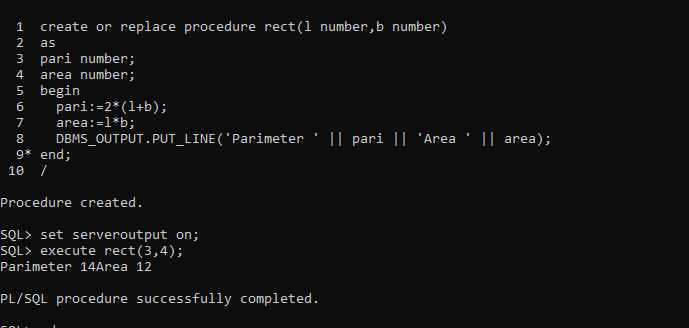 1 create or replace procedure rect(l number,b number)
2 as
3 pari number;
4 area number;
5 begin
6 pari:=2*(l+b);
7 area:=l*b;
8 DBMS_OUTPUT.PUT_LINE('Parimeter ' || pari || 'Area ' || area);
9* end;
10 /
Procedure created.
SQL> set serveroutput on;
SQL> execute rect(3,4);
Parimeter 14Area 12
PL/SQL procedure successfully completed.